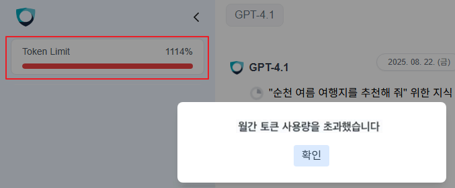 GPT-4.1
Token Limit 1114%
GPT-4.1
2025. 08. 22. (금)
"순천 여름 여행지를 추천해 줘" 위한 지식
월간 토큰 사용량을 초과했습니다
확인